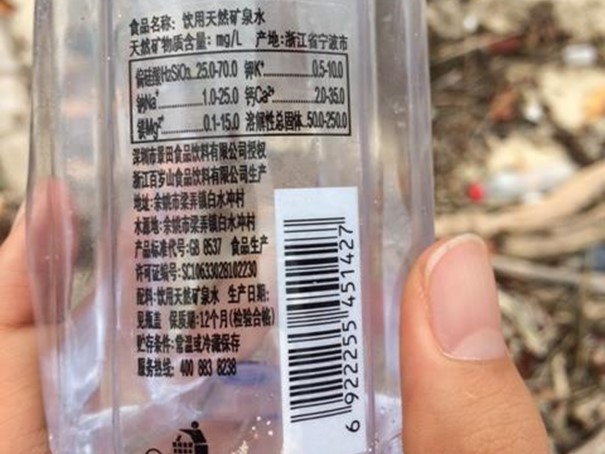 食品名称: 饮用天然矿泉水
天然矿物质含量: mg/L 产地:浙江省宁波市
偏硅酸H₂SiO₃..25.0-70.0 钾K⁺..........0.5-10.0
钠Na⁺..........1.0-25.0 钙Ca²⁺..........2.0-35.0
镁Mg²⁺..........0.1-15.0 溶解性总固体..50.0-250.0
深圳市景田食品饮料有限公司授权
浙江百岁山食品饮料有限公司生产
地址:余姚市梁弄镇白水冲村
水源地:余姚市梁弄镇白水冲村
产品标准代号:GB 8537 食品生产
许可证编号:SC10633028102230
配料:饮用天然矿泉水 生产日期:
见瓶盖 保质期:12个月(检验合格)
贮存条件:常温或冷藏保存
服务热线: 400 883 8238
6 922255 451427